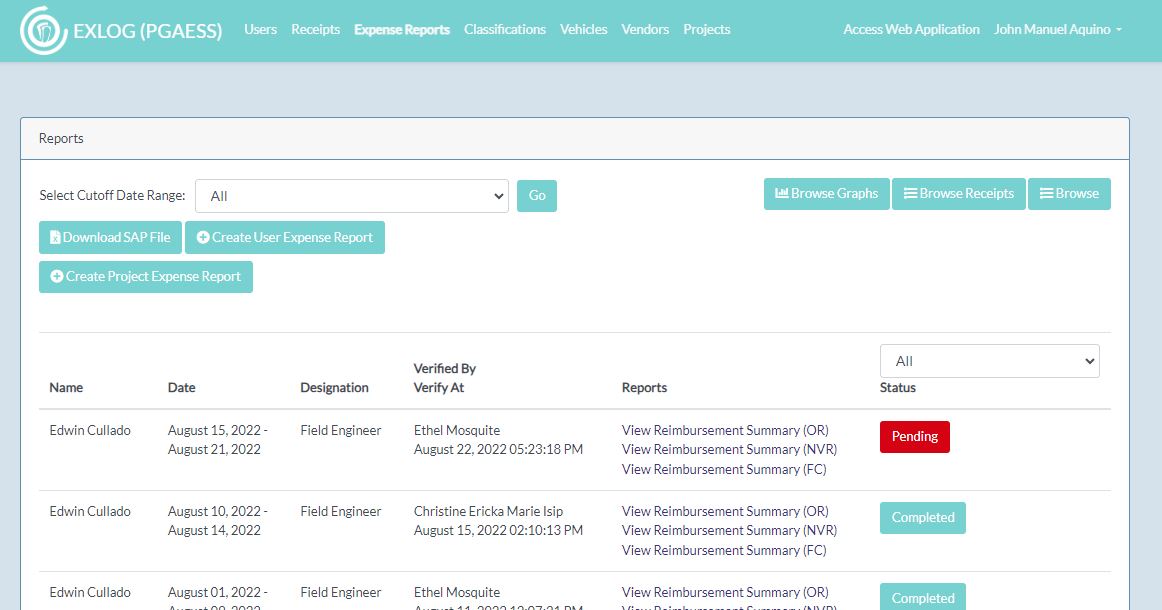 EXLOG (PGAESS) Users Receipts Expense Reports Classifications Vehicles Vendors Projects Access Web Application John Manuel Aquino
Reports
Select Cutoff Date Range: All Go Browse Graphs Browse Receipts Browse
Download SAP File Create User Expense Report
Create Project Expense Report
All
Verified By
Name Date Designation Verify At Reports Status
Edwin Cullado August 15, 2022 - Field Engineer Ethel Mosquite View Reimbursement Summary (OR) Pending
August 21, 2022 August 22, 2022 05:23:18 PM View Reimbursement Summary (NVR)
View Reimbursement Summary (FC)
Edwin Cullado August 10, 2022 - Field Engineer Christine Ericka Marie Isip View Reimbursement Summary (OR) Completed
August 14, 2022 August 15, 2022 02:10:13 PM View Reimbursement Summary (NVR)
View Reimbursement Summary (FC)
Edwin Cullado August 01, 2022 - Field Engineer Ethel Mosquite View Reimbursement Summary (OR) Completed